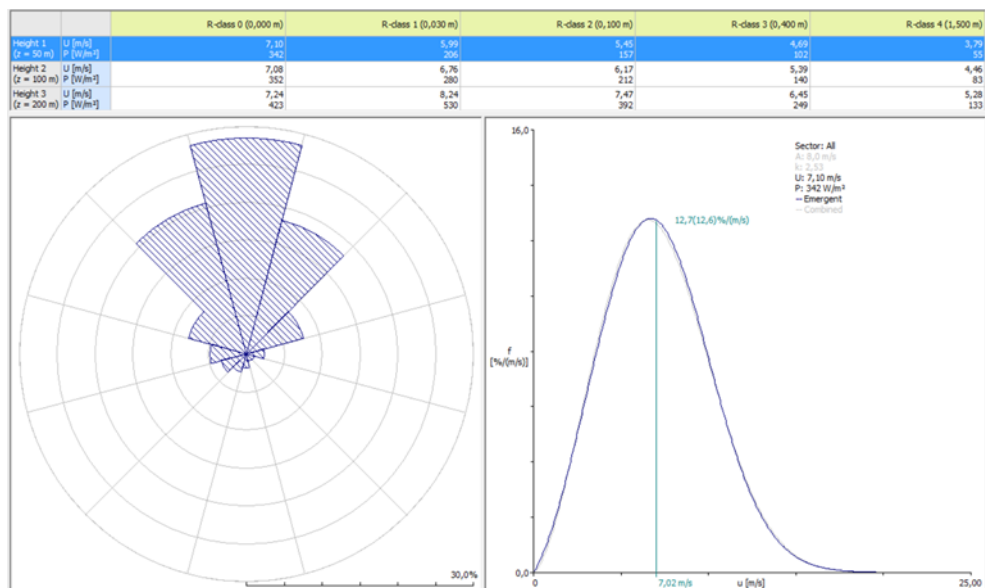 R-class 0 (0,000 m) R-class 1 (0,030 m) R-class 2 (0,100 m) R-class 3 (0,400 m) R-class 4 (1,500 m)
Height 1 U [m/s] 7,10 5,99 5,45 4,69 3,79
(z = 50 m) P [W/m²] 342 206 157 102 55
Height 2 U [m/s] 7,08 6,76 6,17 5,39 4,46
(z = 100 m) P [W/m²] 352 280 212 140 83
Height 3 U [m/s] 7,24 8,24 7,47 6,45 5,28
(z = 200 m) P [W/m²] 423 530 392 249 133
30,0%
16,0
Sector: All
A: 8,0 m/s
k: 2,53
U: 7,10 m/s
P: 342 W/m²
Emergent
Combined
12,7(12,6)%/(m/s)
f
[%/(m/s)]
0,0
0 7,02 m/s u [m/s] 25,00